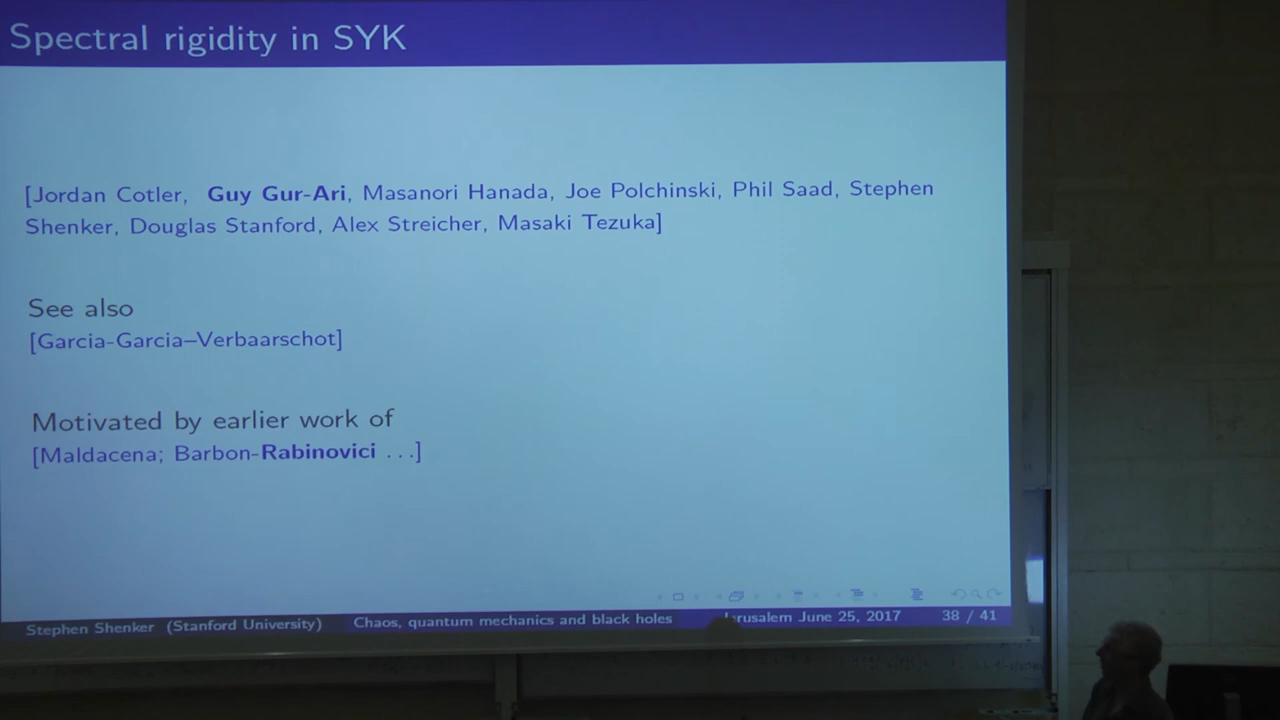 Spectral rigidity in SYK
[Jordan Cotler, Guy Gur-Ari, Masanori Hanada, Joe Polchinski, Phil Saad, Stephen
Shenker, Douglas Stanford, Alex Streicher, Masaki Tezuka]
See also
[Garcia-Garcia–Verbaarschot]
Motivated by earlier work of
[Maldacena; Barbon-Rabinovici ...]
Stephen Shenker (Stanford University) Chaos, quantum mechanics and black holes June 25, 2017 38 / 41